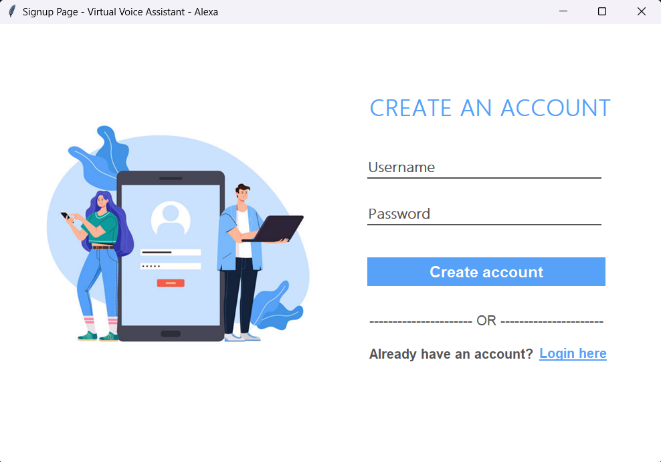 Signup Page - Virtual Voice Assistant - Alexa
CREATE AN ACCOUNT
Username
Password
Create account
---------------------- OR ----------------------
Already have an account? Login here